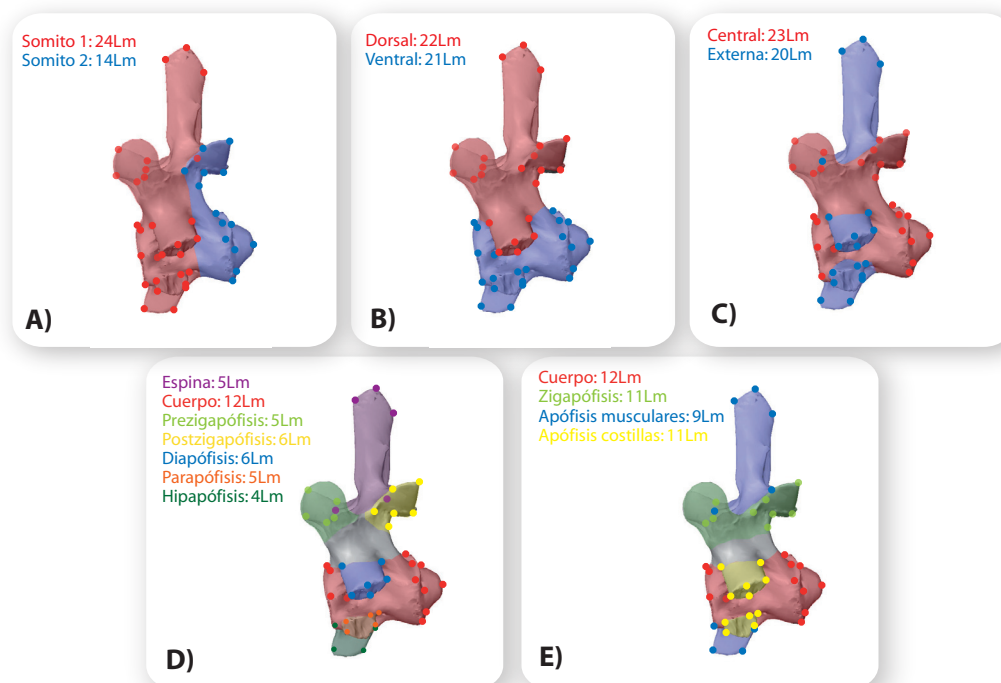 Somito 1: 24Lm
Somito 2: 14Lm
A)
Dorsal: 22Lm
Ventral: 21Lm
B)
Central: 23Lm
Externa: 20Lm
C)
Espina: 5Lm
Cuerpo: 12Lm
Prezigapófisis: 5Lm
Postzigapófisis: 6Lm
Diapófisis: 6Lm
Parapófisis: 5Lm
Hipapófisis: 4Lm
D)
Cuerpo: 12Lm
Zigapófisis: 11Lm
Apófisis musculares: 9Lm
Apófisis costillas: 11Lm
E)